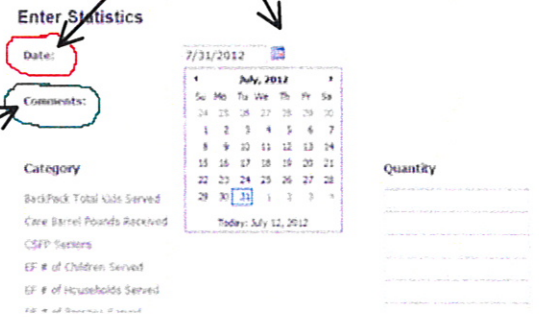 Enter Statistics
Date: 7/31/2012
July, 2012
Su Mo Tu We Th Fr Sa
24 25 26 27 28 29 30
1 2 3 4 5 6 7
8 9 10 11 12 13 14
15 16 17 18 19 20 21
22 23 24 25 26 27 28
29 30 31 1 2 3 4
Today: July 12, 2012
Comments:
Category Quantity
BackPack Total Kids Served
Care Barrel Pounds Received
CSFP Seniors
EF # of Children Served
EF # of Households Served
EF # of Persons Served